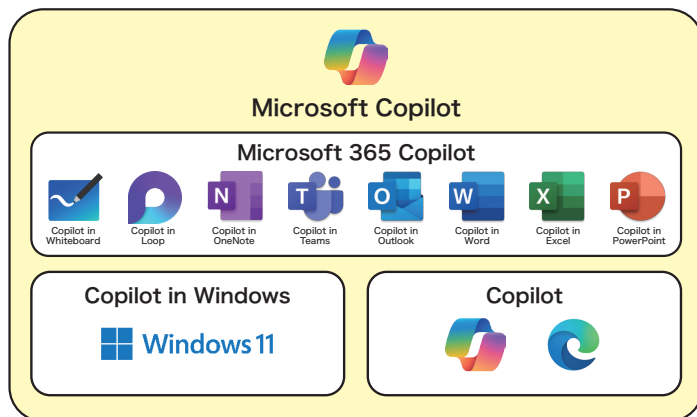 Microsoft Copilot
Microsoft 365 Copilot
N
T
O
W
X
P
Copilot in
Whiteboard
Copilot in
Loop
Copilot in
OneNote
Copilot in
Teams
Copilot in
Outlook
Copilot in
Word
Copilot in
Excel
Copilot in
PowerPoint
Copilot in Windows
Windows 11
Copilot